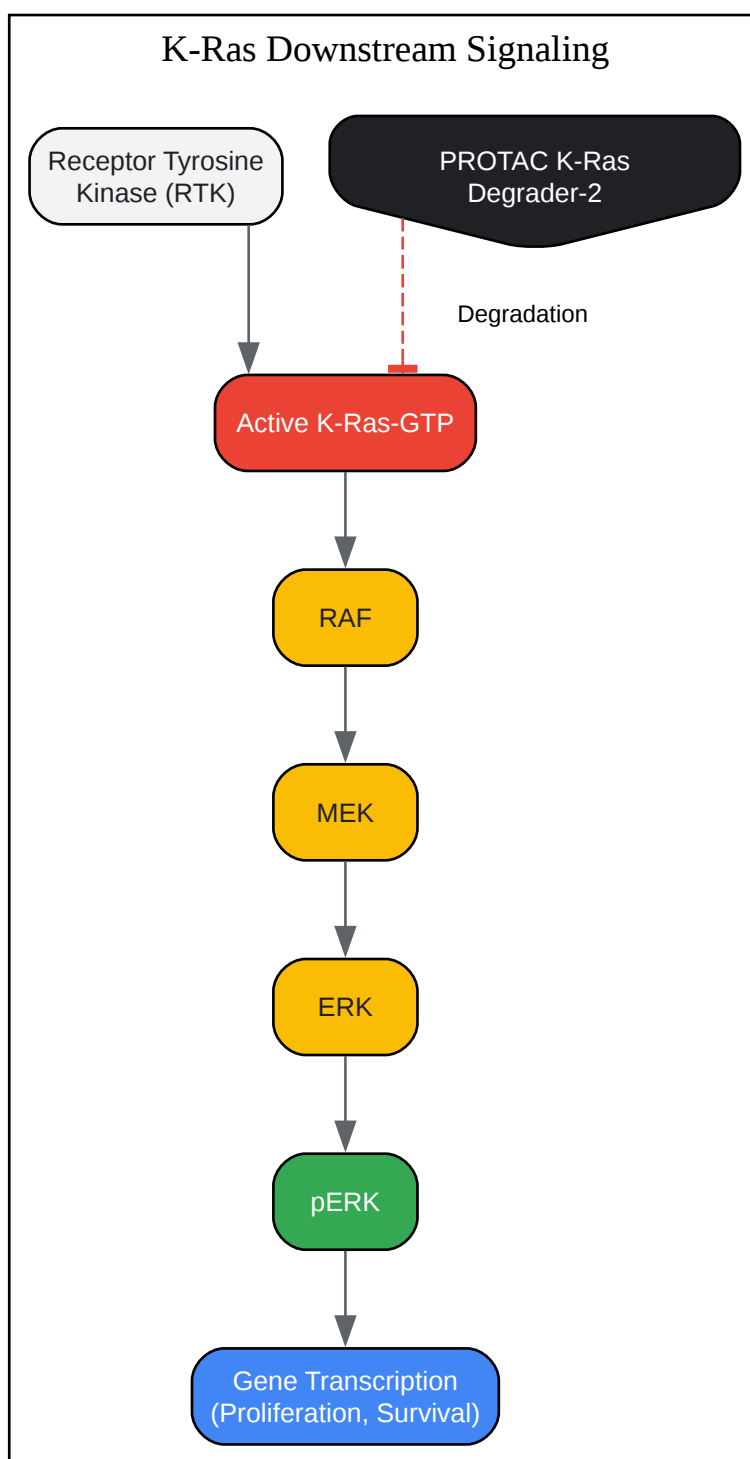 K-Ras Downstream Signaling
Receptor Tyrosine
Kinase (RTK)
PROTAC K-Ras
Degrader-2
Degradation
Active K-Ras-GTP
RAF
MEK
ERK
pERK
Gene Transcription
(Proliferation, Survival)